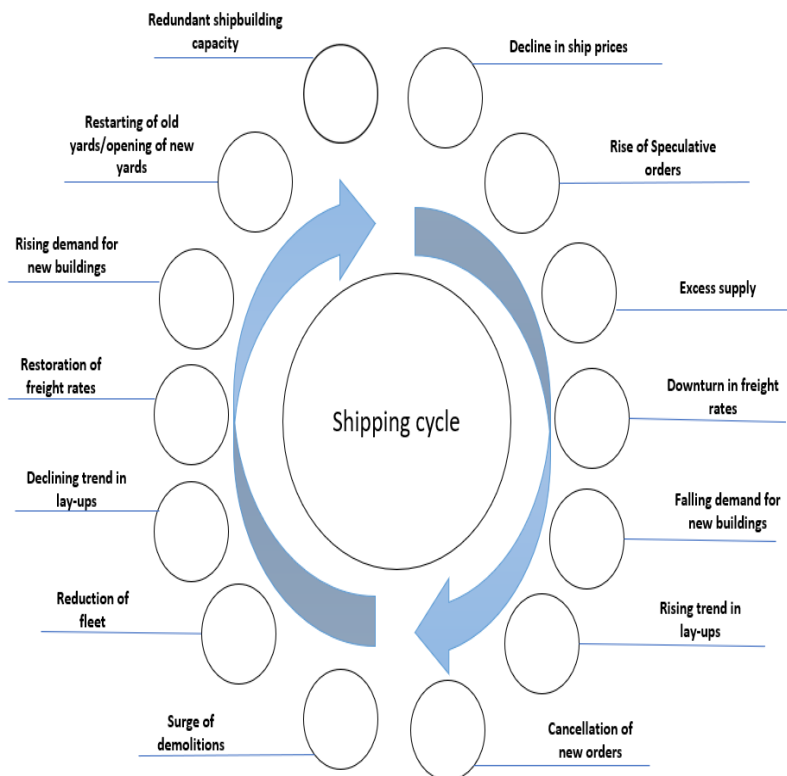 Redundant shipbuilding
capacity
Decline in ship prices
Restarting of old
yards/opening of new
yards
Rise of Speculative
orders
Rising demand for
new buildings
Excess supply
Restoration of
freight rates
Downturn in freight
rates
Shipping cycle
Declining trend in
lay-ups
Falling demand for
new buildings
Reduction of
fleet
Rising trend in
lay-ups
Surge of
demolitions
Cancellation of
new orders